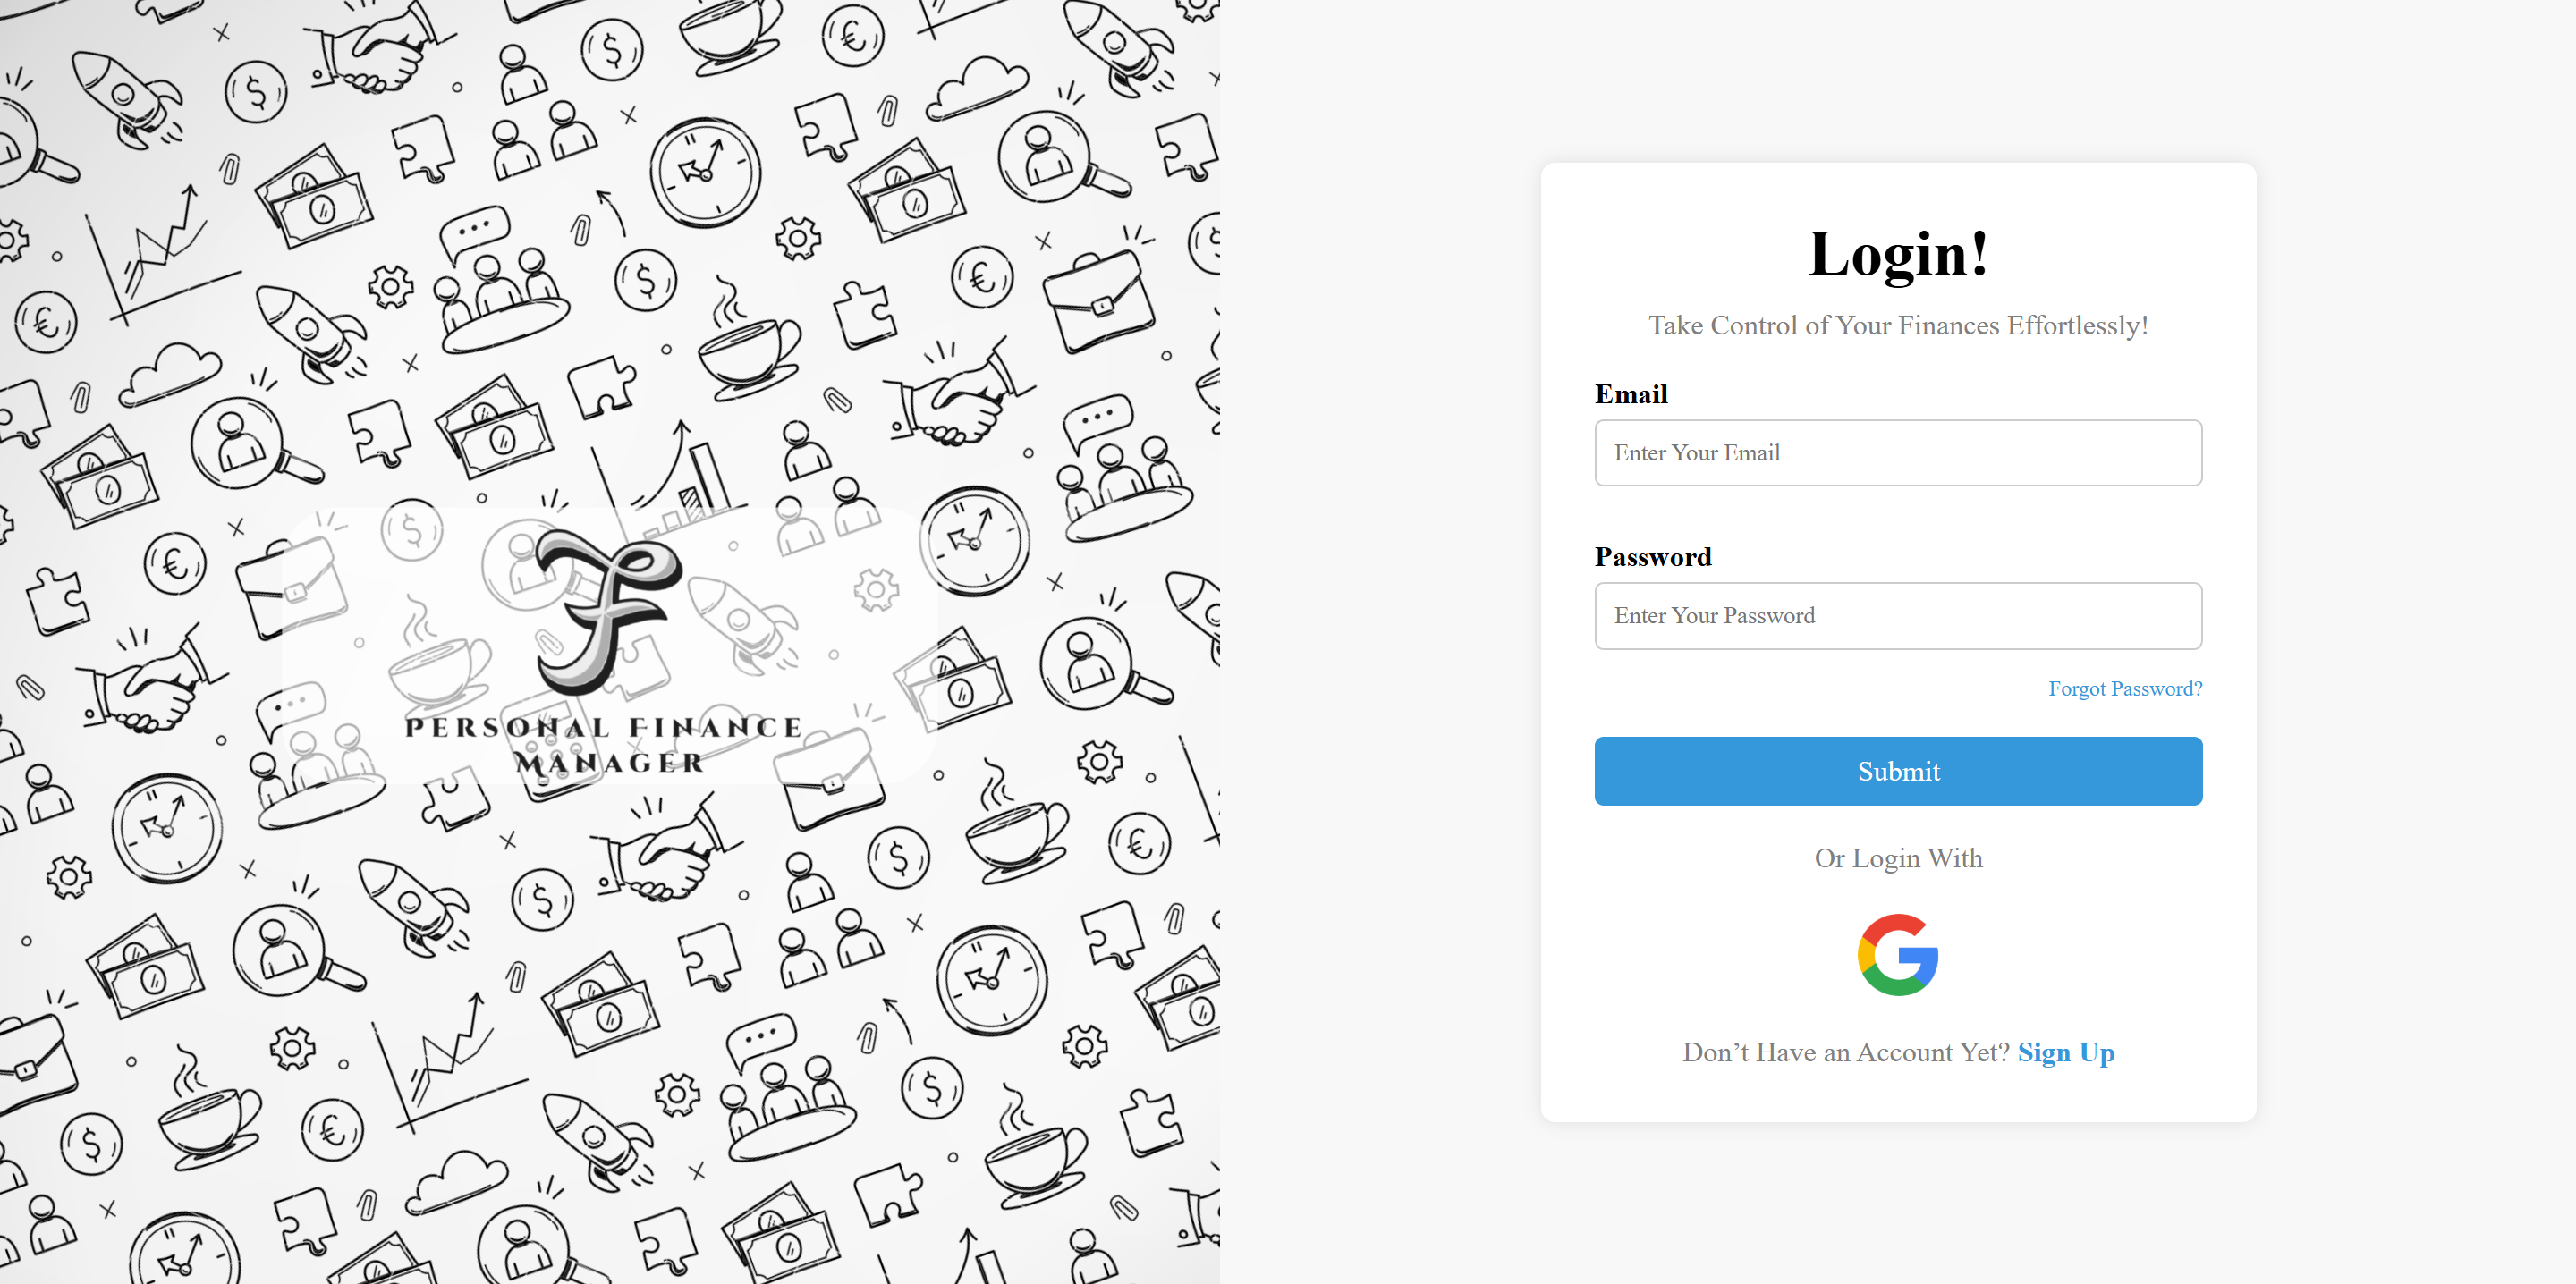 PERSONAL FINANCE
MANAGER
Login!
Take Control of Your Finances Effortlessly!
Email
Enter Your Email
Password
Enter Your Password
Forgot Password?
Submit
Or Login With
Don’t Have an Account Yet? Sign Up